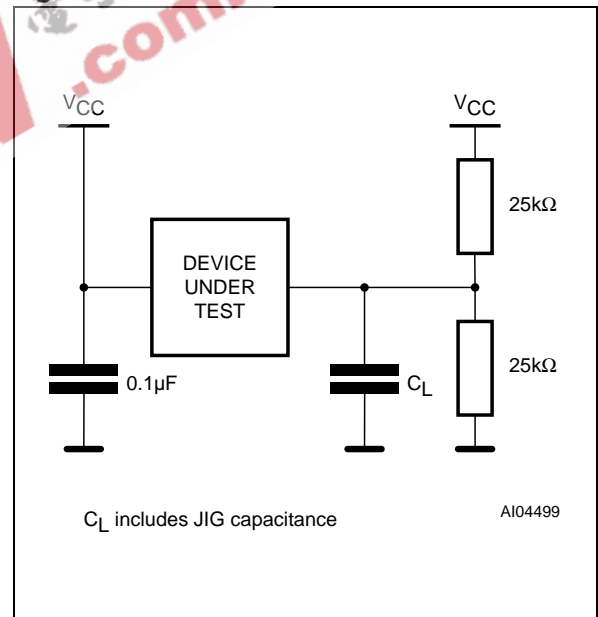 .com
VCC VCC
25kΩ
DEVICE
UNDER
TEST
25kΩ
0.1µF CL
CL includes JIG capacitance AI04499